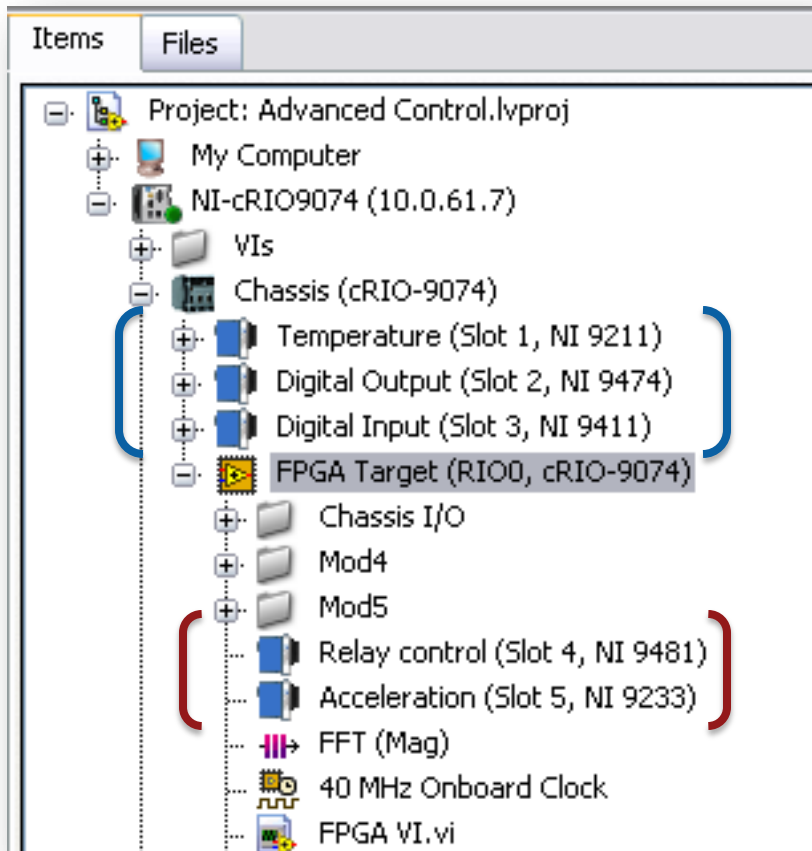 Items
Files
Project: Advanced Control.lvproj
My Computer
NI-cRIO9074 (10.0.61.7)
VIs
Chassis (cRIO-9074)
Temperature (Slot 1, NI 9211)
Digital Output (Slot 2, NI 9474)
Digital Input (Slot 3, NI 9411)
FPGA Target (RIO0, cRIO-9074)
Chassis I/O
Mod4
Mod5
Relay control (Slot 4, NI 9481)
Acceleration (Slot 5, NI 9233)
FFT (Mag)
40 MHz Onboard Clock
FPGA VI.vi